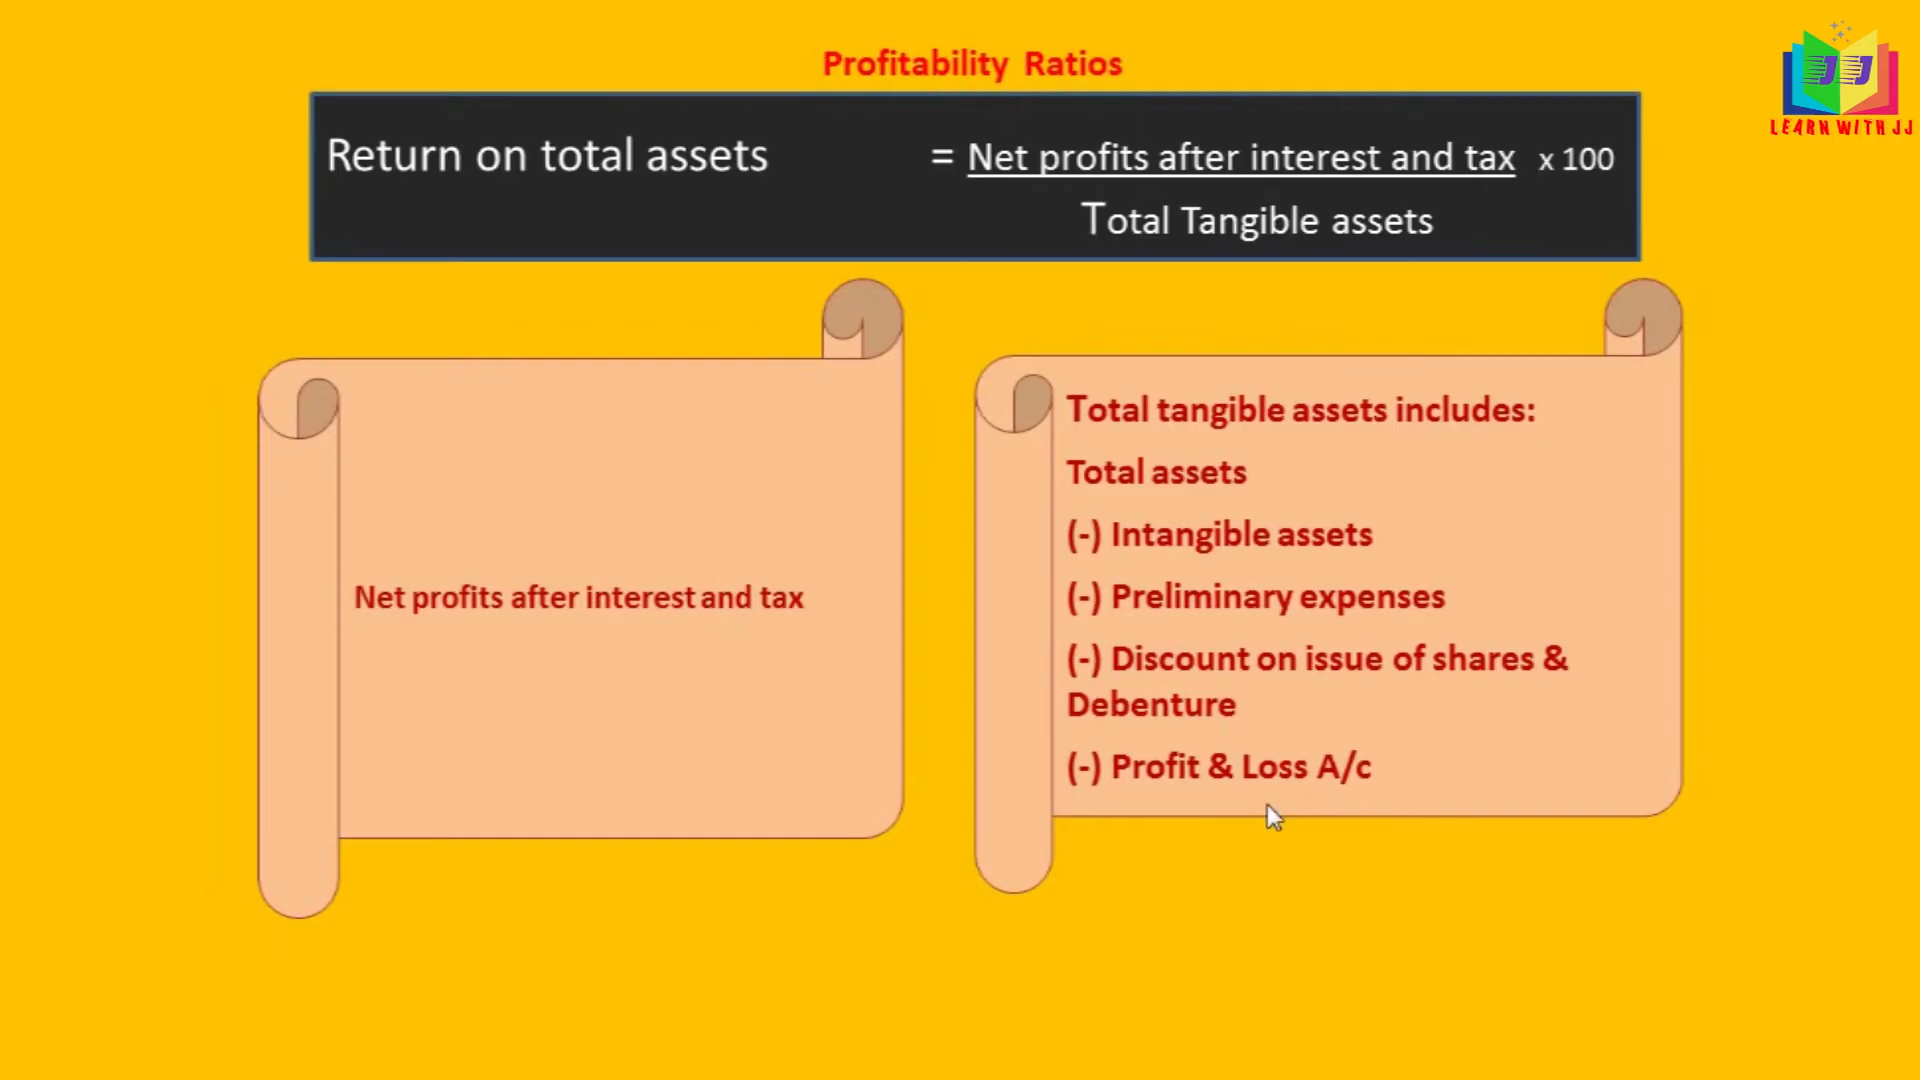 Profitability Ratios
LEARN WITH JJ
Return on total assets = Net profits after interest and tax x 100
Total Tangible assets
Net profits after interest and tax
Total tangible assets includes:
Total assets
(-) Intangible assets
(-) Preliminary expenses
(-) Discount on issue of shares &
Debenture
(-) Profit & Loss A/c